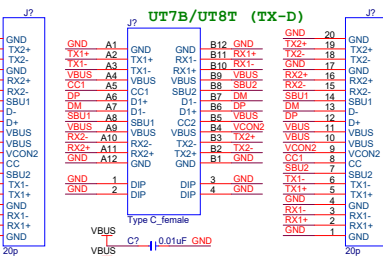 UT7B/UT8T (TX-D)
J?
GND
TX2+
TX2-
GND
RX2+
RX2-
SBU1
D-
D+
VBUS
VBUS
VCON2
CC
SBU2
TX1-
TX1+
GND
RX1-
RX1+
GND
20p
J?
GND A1 GND GND B12 GND
TX1+ A2 TX1+ RX1+ B11 RX1+
TX1- A3 TX1- RX1- B10 RX1-
VBUS A4 VBUS VBUS B9 VBUS
CC1 A5 CC1 SBU2 B8 SBU2
DP A6 D1+ D1- B7 DM
DM A7 D1- D1+ B6 DP
SBU1 A8 SBU1 CC2 B5 VBUS
VBUS A9 VBUS VBUS B4 VCON2
RX2- A10 RX2- TX2- B3 TX2+
RX2+ A11 RX2+ TX2+ B2 TX2-
GND A12 GND GND B1 GND
GND 1 DIP DIP 3 GND
GND 2 DIP DIP 4 GND
Type C_female
VBUS
C? 0.01uF GND
VBUS
J?
GND 20 GND
TX2+ 19 TX2+
TX2- 18 TX2-
GND 17 GND
RX2+ 16 RX2+
RX2- 15 RX2-
SBU1 14 SBU1
DM 13 D-
DP 12 D+
VBUS 11 VBUS
VBUS 10 VBUS
VCON2 9 VCON2
CC1 8 CC
SBU2 7 SBU2
TX1- 6 TX1-
TX1+ 5 TX1+
GND 4 GND
RX1- 3 RX1-
RX1+ 2 RX1+
GND 1 GND
20p